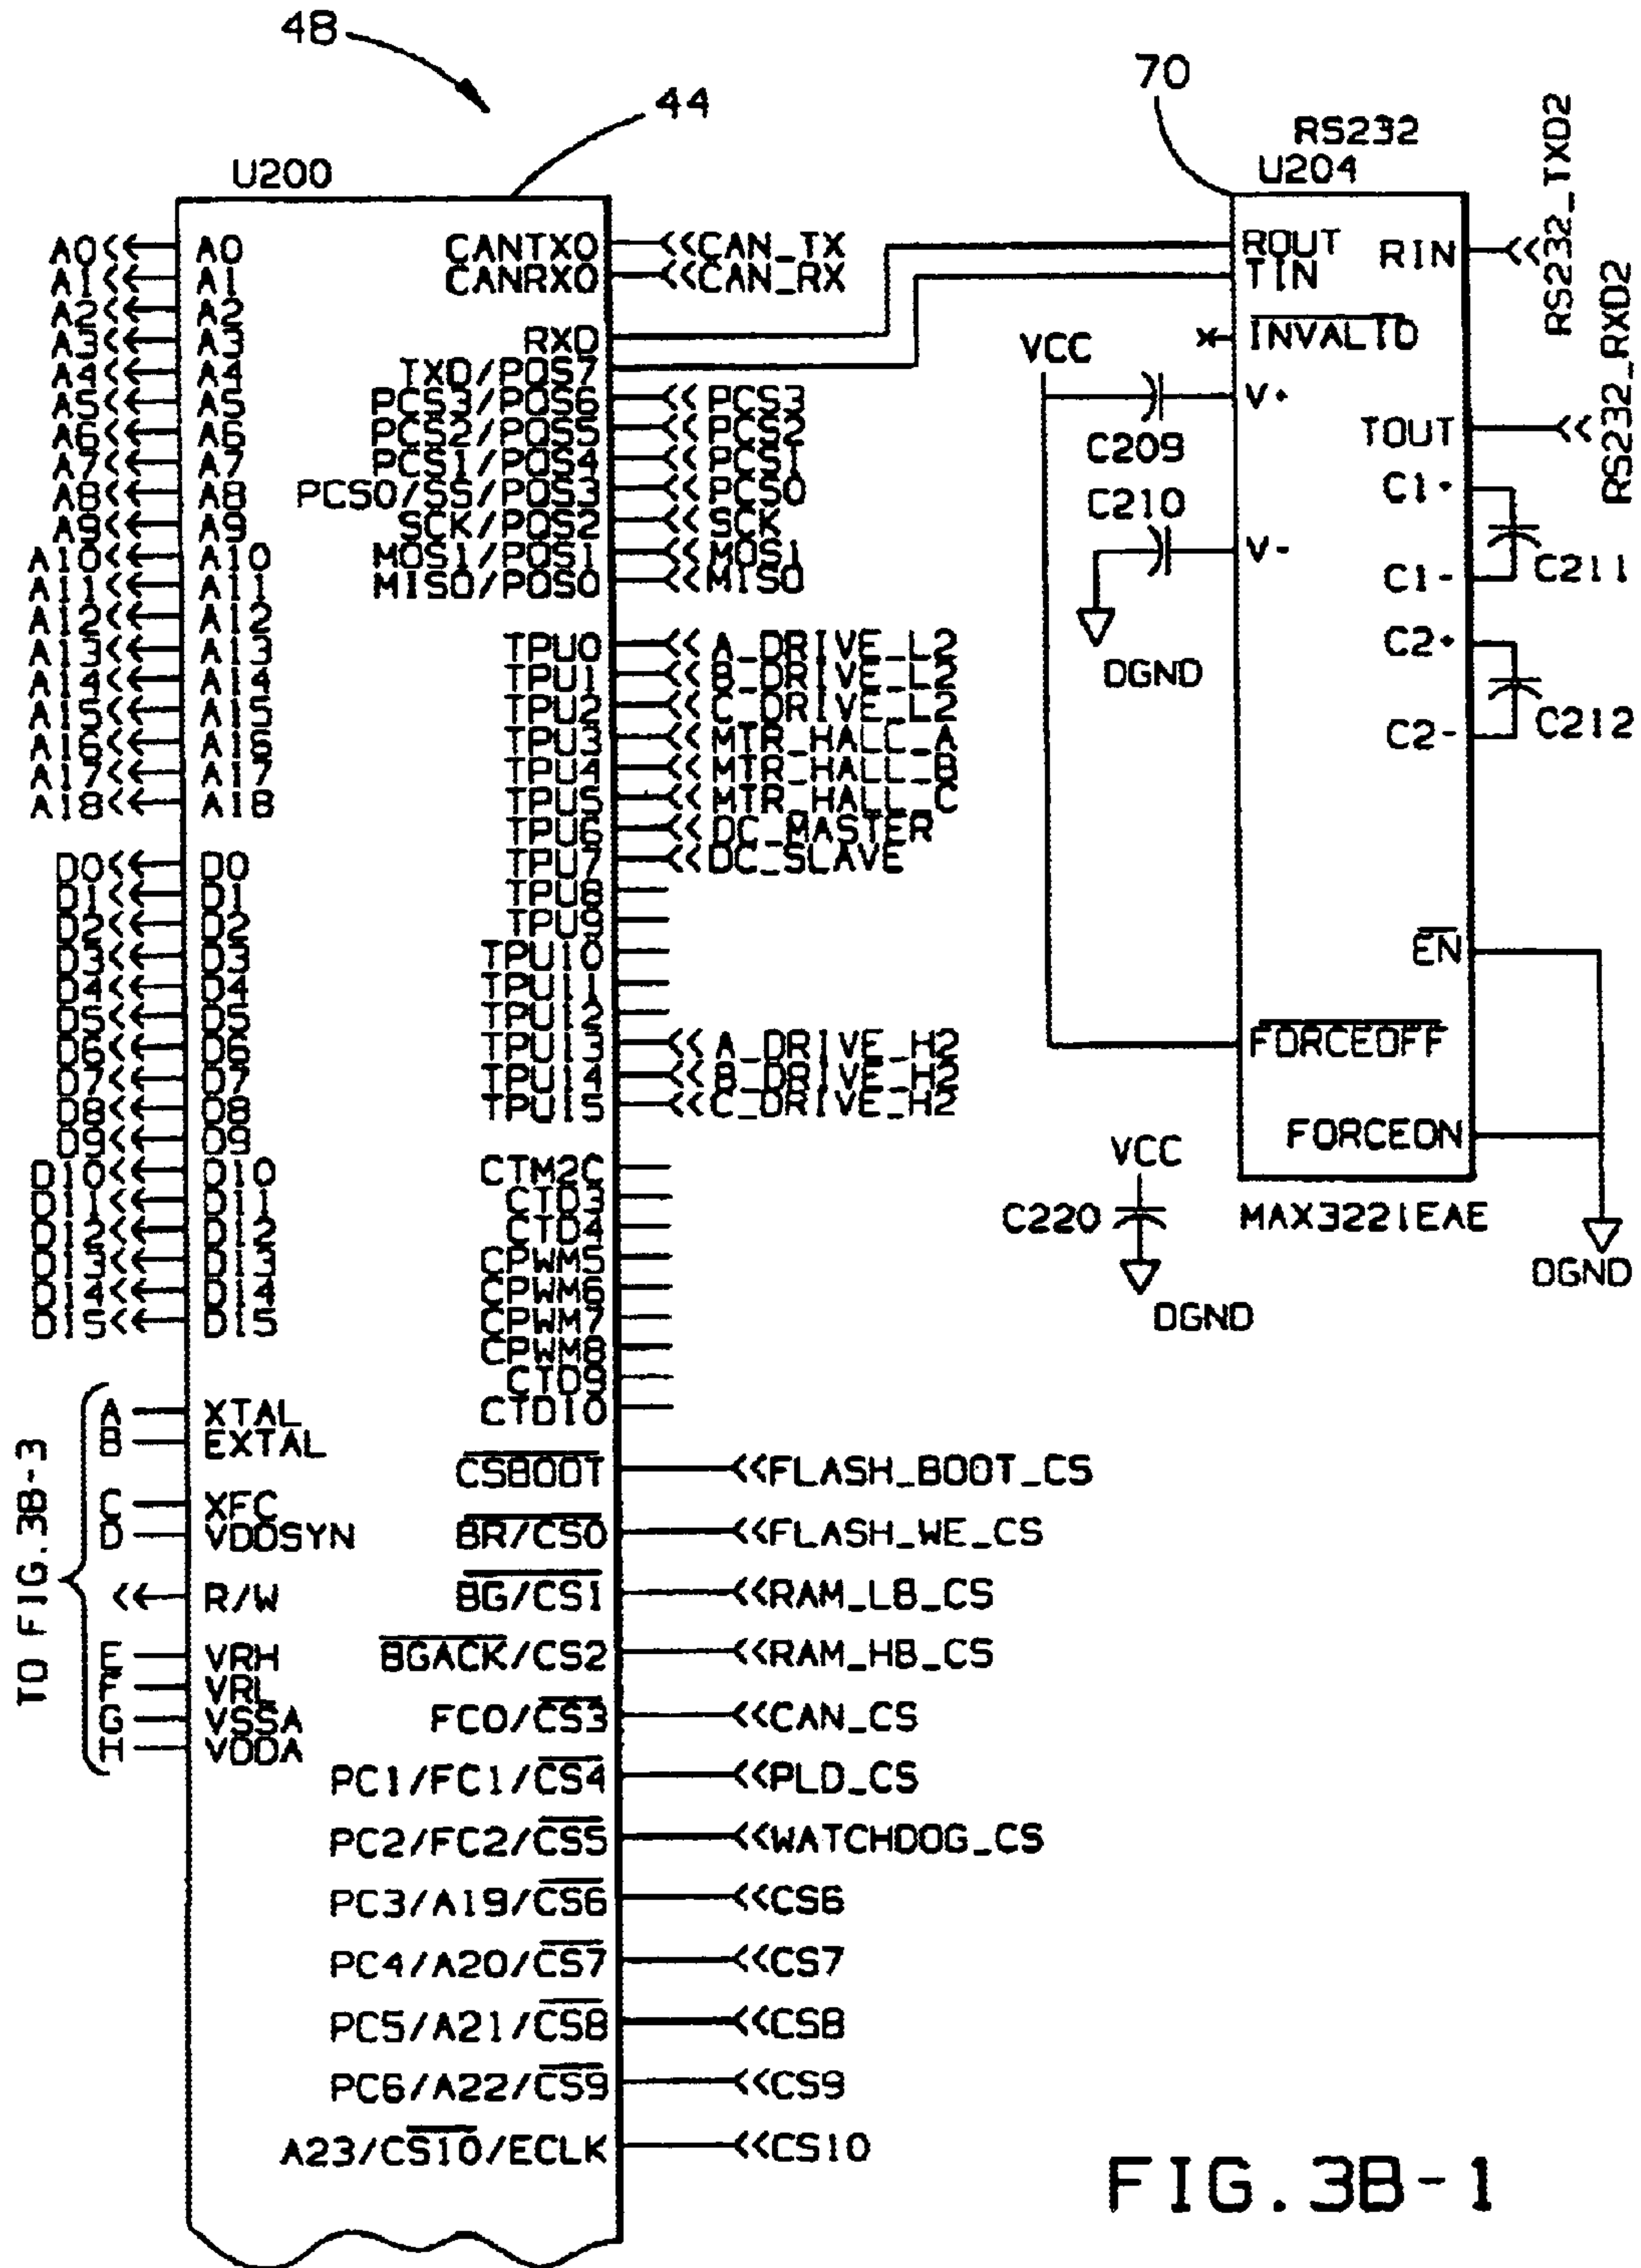 48
44
70
RS232
U204
U200
A0<< A0
A1<< A1
A2<< A2
A3<< A3
A4<< A4
A5<< A5
A6<< A6
A7<< A7
A8<< A8
A9<< A9
A10<< A10
A11<< A11
A12<< A12
A13<< A13
A14<< A14
A15<< A15
A16<< A16
A17<< A17
A18<< A18
D0<< D0
D1<< D1
D2<< D2
D3<< D3
D4<< D4
D5<< D5
D6<< D6
D7<< D7
D8<< D8
D9<< D9
D10<< D10
D11<< D11
D12<< D12
D13<< D13
D14<< D14
D15<< D15
TO FIG.3B-3
A XTAL
B EXTAL
C XFC
D VDDSYN
<< R/W
E VRH
F VRL
G VSSA
H VDDA
CANTX0 <<CAN_TX
CANRX0 <<CAN_RX
RXD
TXD/PQS7
PCS3/PQS6 <<PCS3
PCS2/PQS5 <<PCS2
PCS1/PQS4 <<PCS1
PCS0/SS/PQS3 <<PCS0
SCK/PQS2 <<SCK
MOSI/PQS1 <<MOSI
MISO/PQS0 <<MISO
TPU0 <<A_DRIVE_L2
TPU1 <<B_DRIVE_L2
TPU2 <<C_DRIVE_L2
TPU3 <<MTR_HALL_A
TPU4 <<MTR_HALL_B
TPU5 <<MTR_HALL_C
TPU6 <<DC_MASTER
TPU7 <<DC_SLAVE
TPU8
TPU9
TPU10
TPU11
TPU12
TPU13 <<A_DRIVE_H2
TPU14 <<B_DRIVE_H2
TPU15 <<C_DRIVE_H2
CTM2C
CTD3
CTD4
CPWM5
CPWM6
CPWM7
CPWM8
CTD9
CTD10
CSBOOT <<FLASH_BOOT_CS
BR/CS0 <<FLASH_WE_CS
BG/CS1 <<RAM_LB_CS
BGACK/CS2 <<RAM_HB_CS
FC0/CS3 <<CAN_CS
PC1/FC1/CS4 <<PLD_CS
PC2/FC2/CS5 <<WATCHDOG_CS
PC3/A19/CS6 <<CS6
PC4/A20/CS7 <<CS7
PC5/A21/CS8 <<CS8
PC6/A22/CS9 <<CS9
A23/CS10/ECLK <<CS10
ROUT
TIN
INVALID
V+
V-
FORCEOFF
RIN <<RS232_TXD2
TOUT <<RS232_RXD2
C1+
C1-
C211
C2+
C2-
C212
EN
FORCEON
DGND
MAX3221EAE
VCC
C209
C210
DGND
VCC
C220
DGND
FIG.3B-1